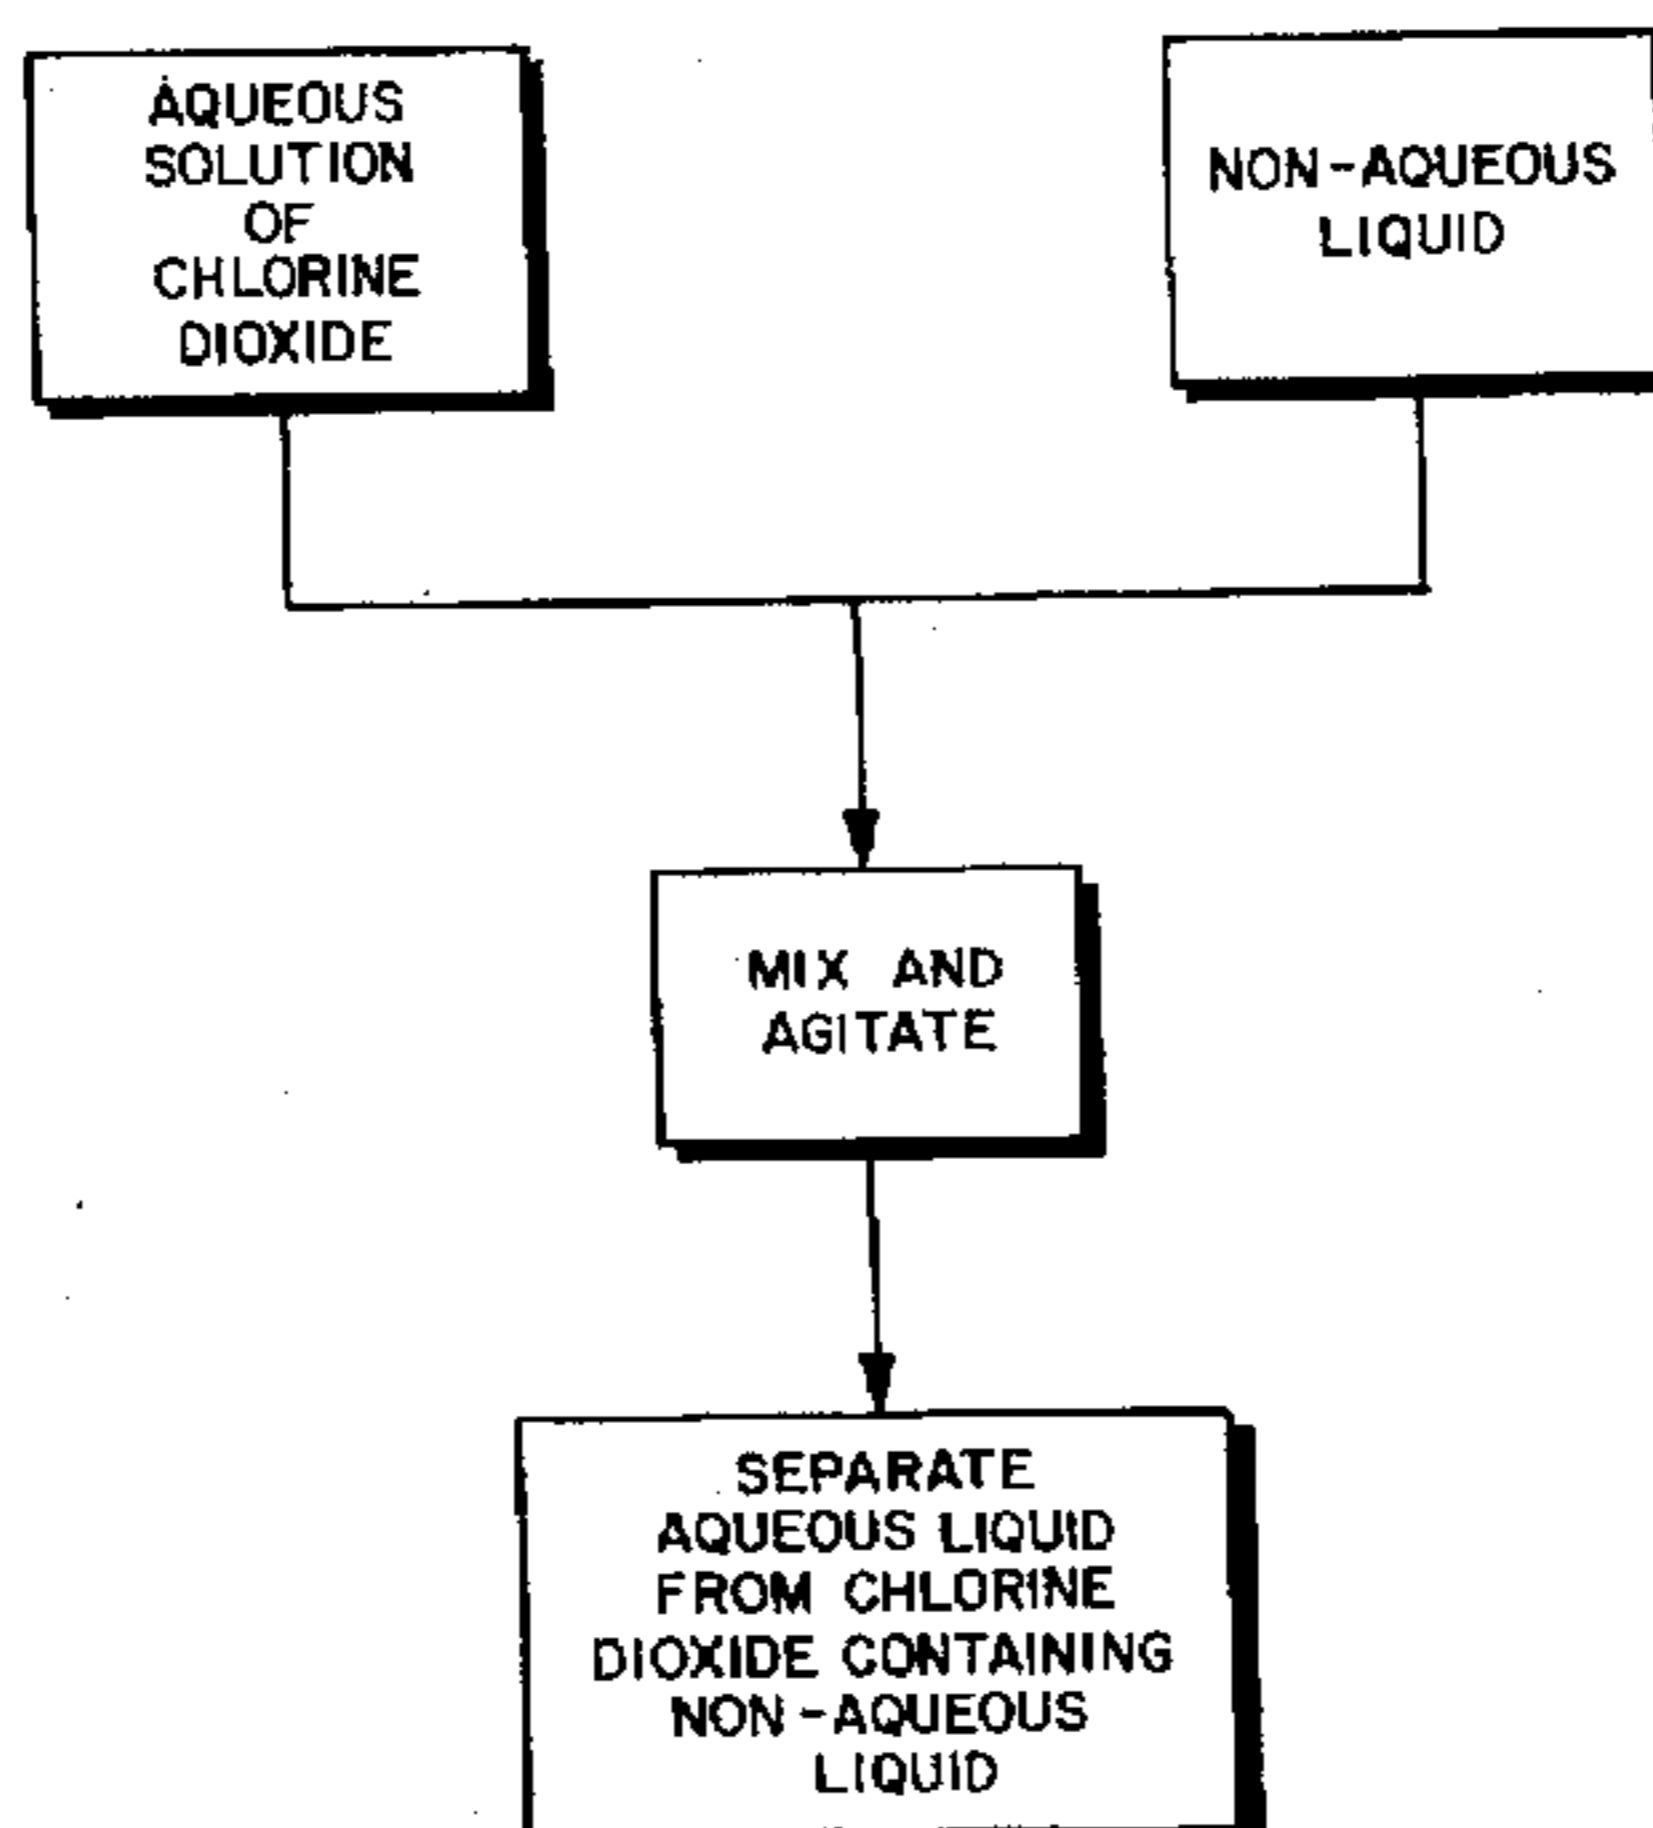 AQUEOUS
SOLUTION
OF
CHLORINE
DIOXIDE
NON-AQUEOUS
LIQUID
MIX AND
AGITATE
SEPARATE
AQUEOUS LIQUID
FROM CHLORINE
DIOXIDE CONTAINING
NON-AQUEOUS
LIQUID